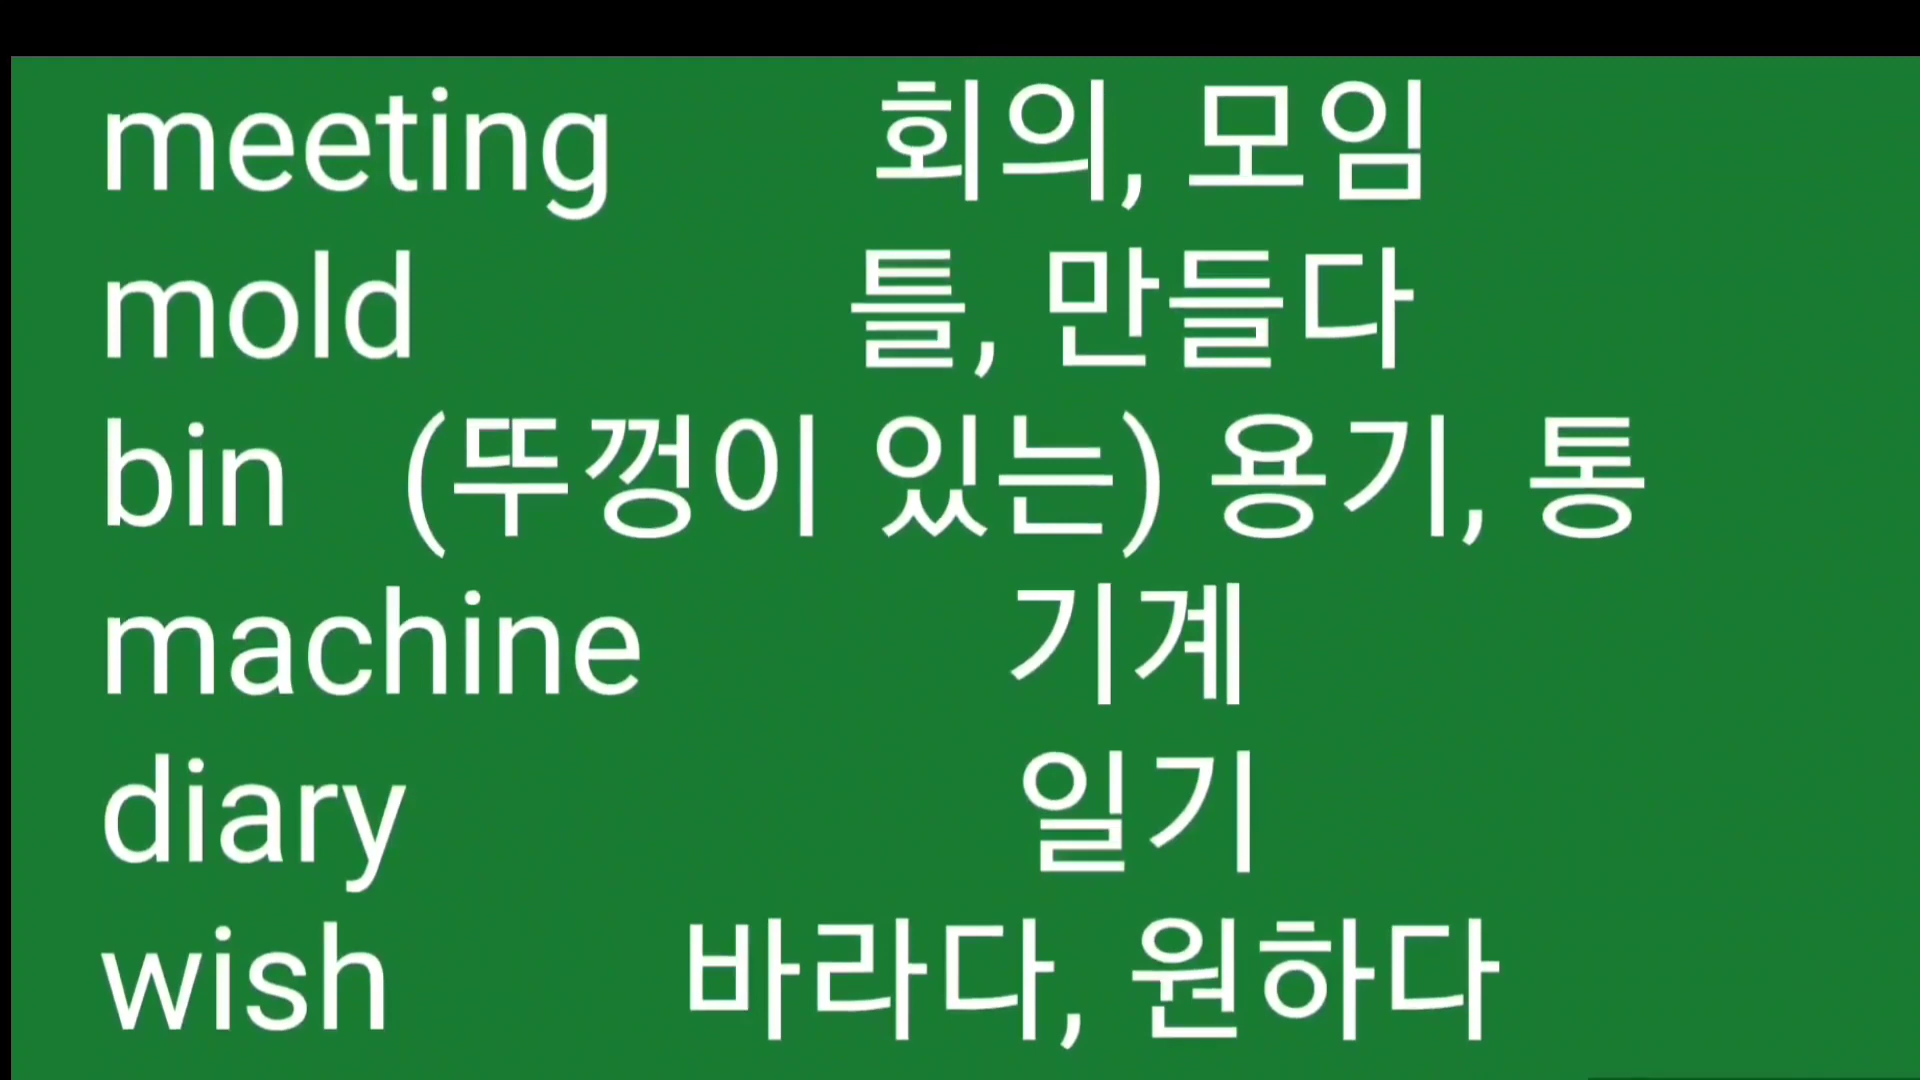 meeting 회의, 모임
mold 틀, 만들다
bin (뚜껑이 있는) 용기, 통
machine 기계
diary 일기
wish 바라다, 원하다